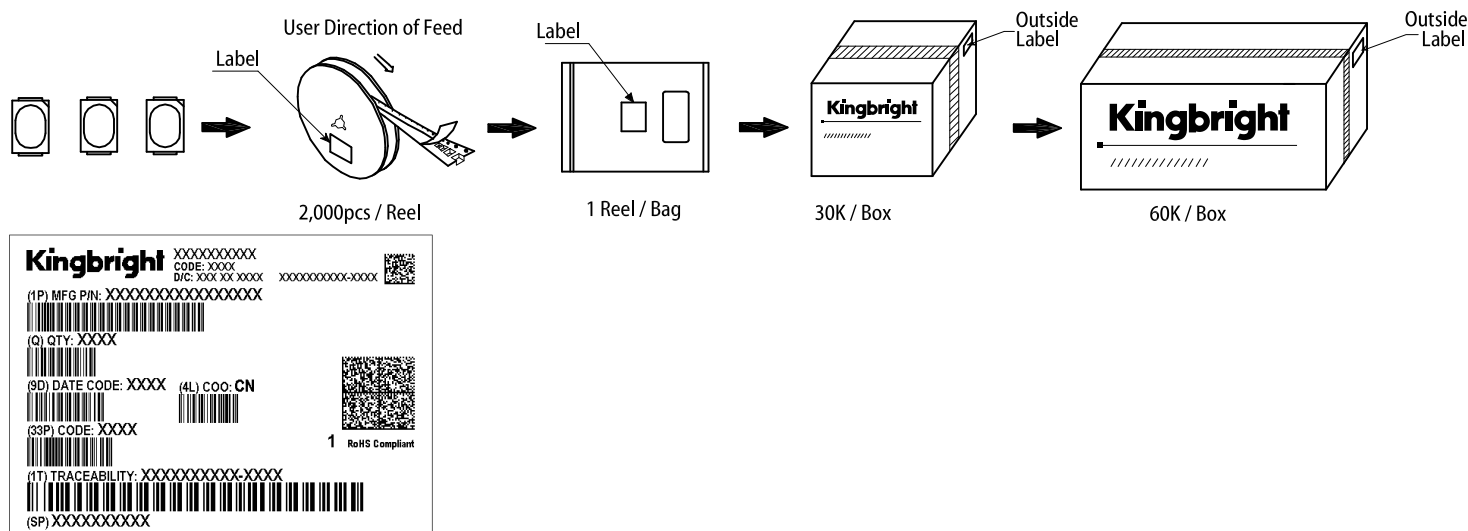 User Direction of Feed
Label
Label
Outside
Label
Outside
Label
Kingbright
Kingbright
2,000pcs / Reel
1 Reel / Bag
30K / Box
60K / Box
Kingbright
XXXXXXXXXX
CODE: XXXX
D/C: XXX XX XXXX
XXXXXXXXXX-XXXX
(1P) MFG P/N: XXXXXXXXXXXXXXXX
(Q) QTY: XXXX
(9D) DATE CODE: XXXX
(4L) COO: CN
(33P) CODE: XXXX
1 RoHS Compliant
(1T) TRACEABILITY: XXXXXXXXXX-XXXX
(SP) XXXXXXXXXX